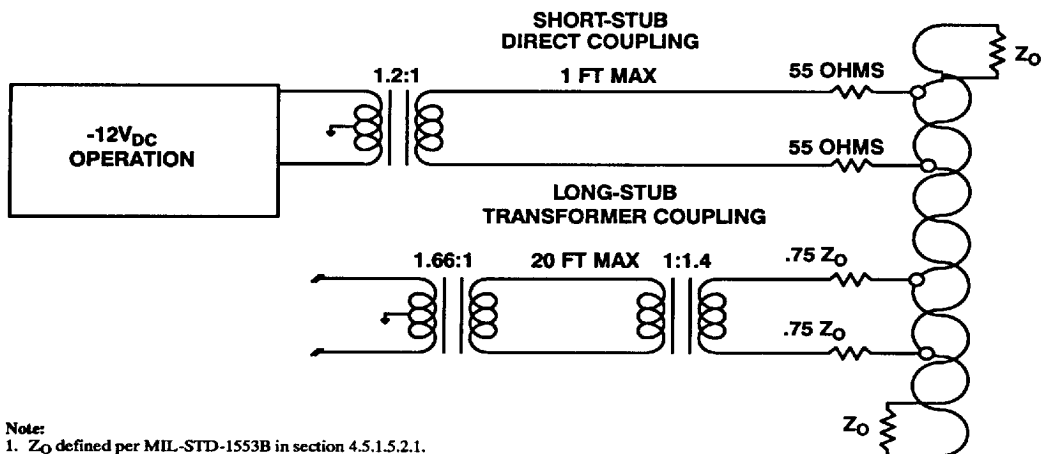 SHORT-STUB
DIRECT COUPLING
1.2:1
1 FT MAX
55 OHMS
ZO
-12VDC
OPERATION
55 OHMS
LONG-STUB
TRANSFORMER COUPLING
1.66:1
20 FT MAX
1:1.4
.75 ZO
.75 ZO
ZO
Note:
1. ZO defined per MIL-STD-1553B in section 4.5.1.5.2.1.